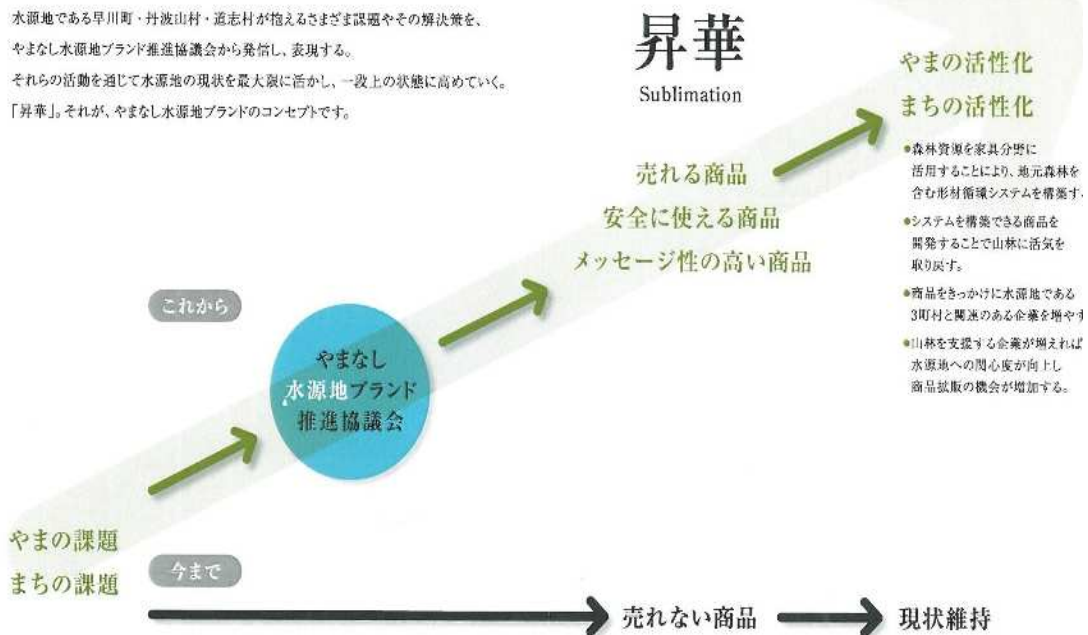 水源地である早川町・丹波山村・道志村が抱えるさまざま課題やその解決策を、
やまなし水源地ブランド推進協議会から発信し、表現する。
それらの活動を通じて水源地の現状を最大限に活かし、一段上の状態に高めていく。
「昇華」。それが、やまなし水源地ブランドのコンセプトです。
昇華
Sublimation
やまの活性化
まちの活性化
●森林資源を家具分野に
活用することにより、地元森林を
含む形材循環システムを構築す
●システムを構築できる商品を
開発することで山林に活気を
取り戻す。
●商品をきっかけに水源地である
3町村と関連のある企業を増やす
●山林を支援する企業が増えれば
水源地への関心度が向上し
商品拡販の機会が増加する。
売れる商品
安全に使える商品
メッセージ性の高い商品
これから
やまなし
水源地ブランド
推進協議会
やまの課題
まちの課題
今まで
売れない商品
現状維持